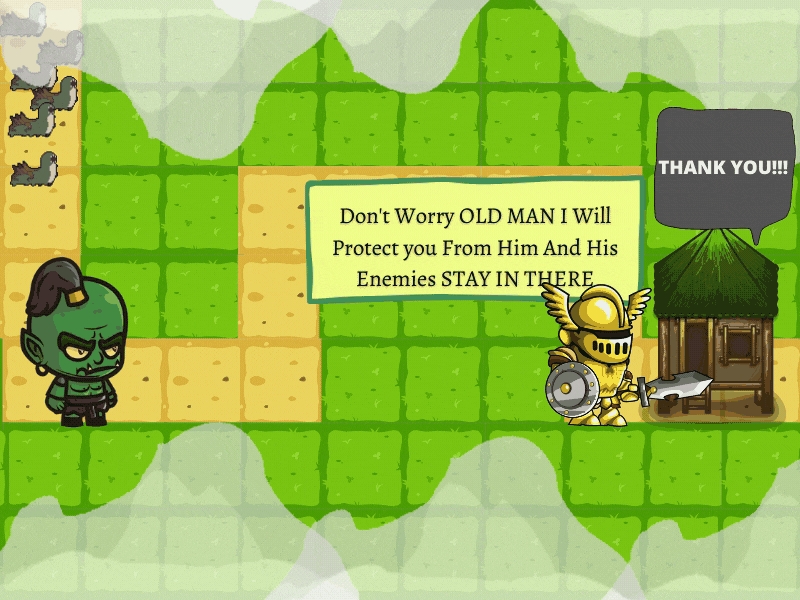 THANK YOU!!!
Don't Worry OLD MAN I Will
Protect you From Him And His
Enemies STAY IN THERE